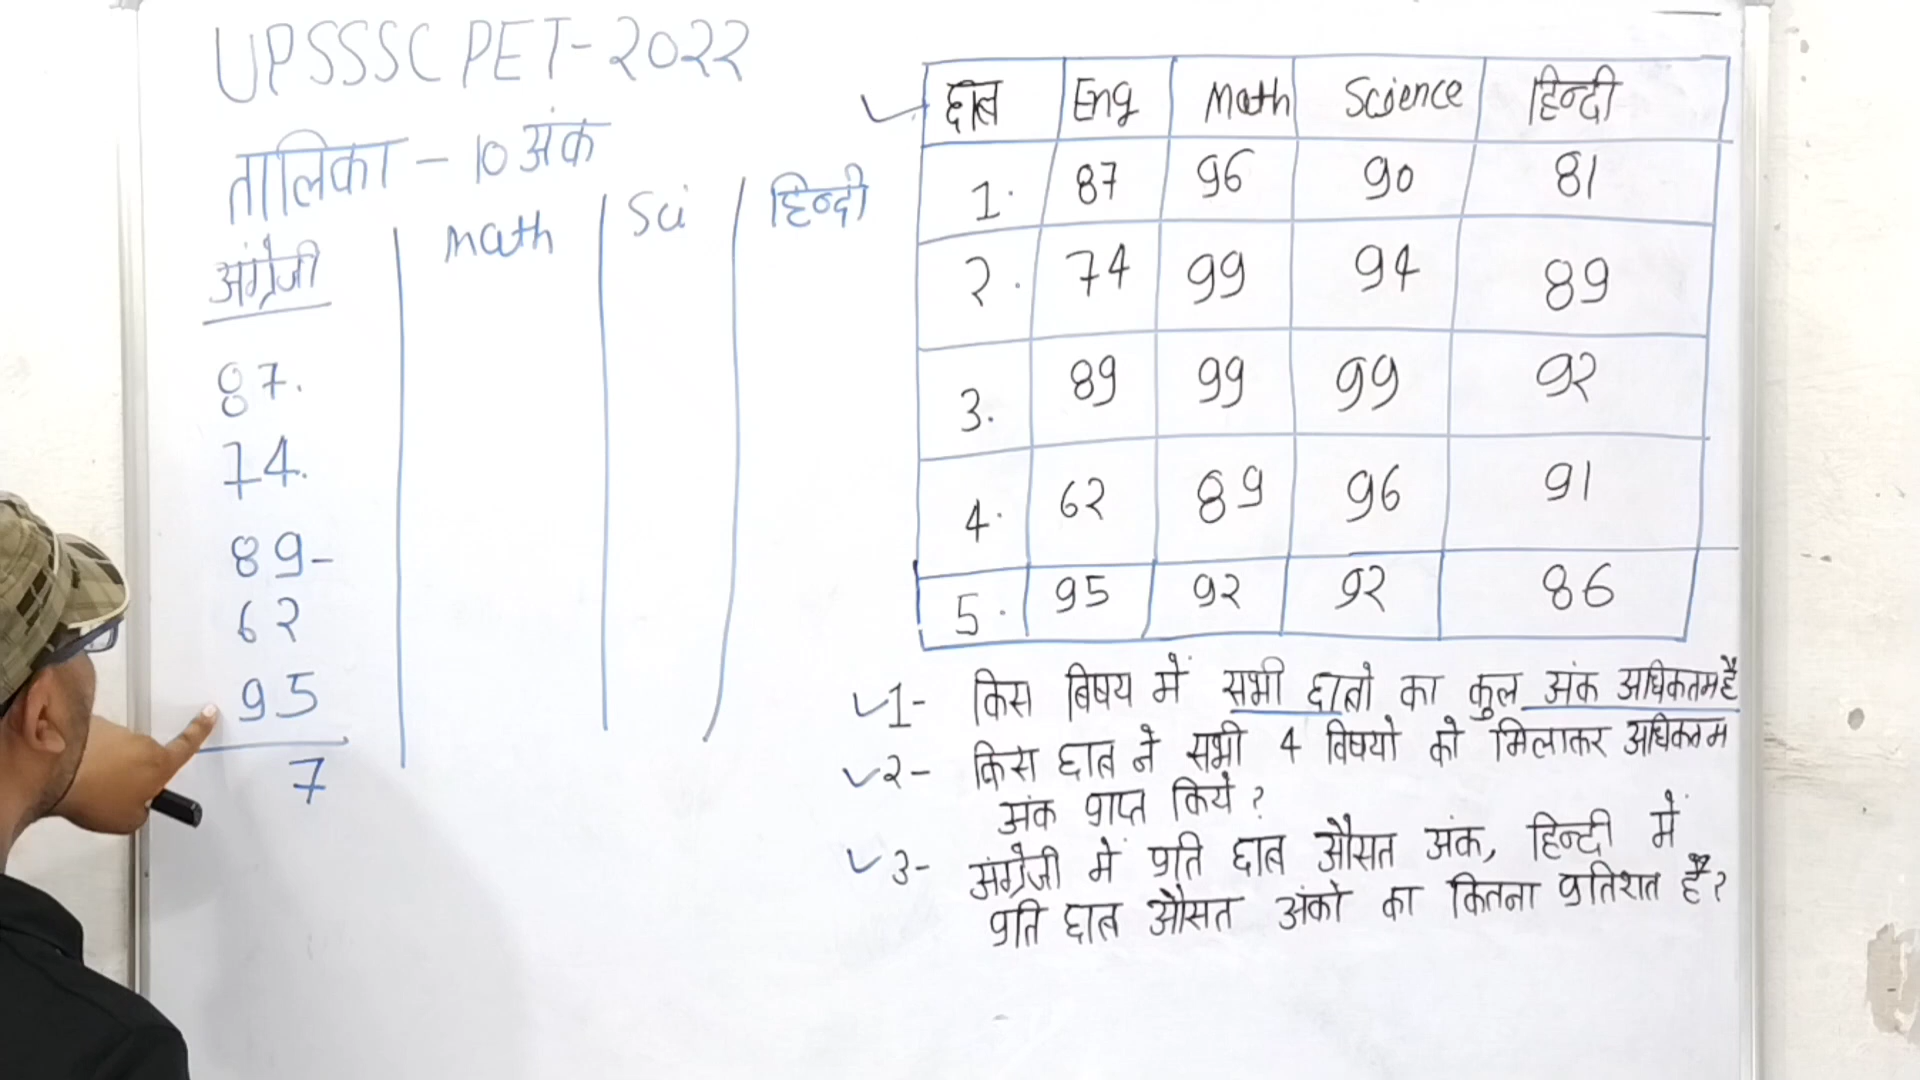 UPSSSC PET-2022
तालिका - 10 अंक
अंग्रेजी math Sci हिन्दी
87.
74.
89-
62
95
7
छात्र Eng Math Science हिन्दी
1. 87 96 90 81
2. 74 99 94 89
3. 89 99 99 92
4. 62 89 96 91
5. 95 92 92 86
1- किस बिषय में सभी छात्रो का कुल अंक अधिकतम है
2- किस छात्र ने सभी 4 विषयो को मिलाकर अधिकतम
अंक प्राप्त किये ?
3- अंग्रेजी में प्रति छात्र औसत अंक, हिन्दी में
प्रति छात्र औसत अंको का कितना प्रतिशत है ?